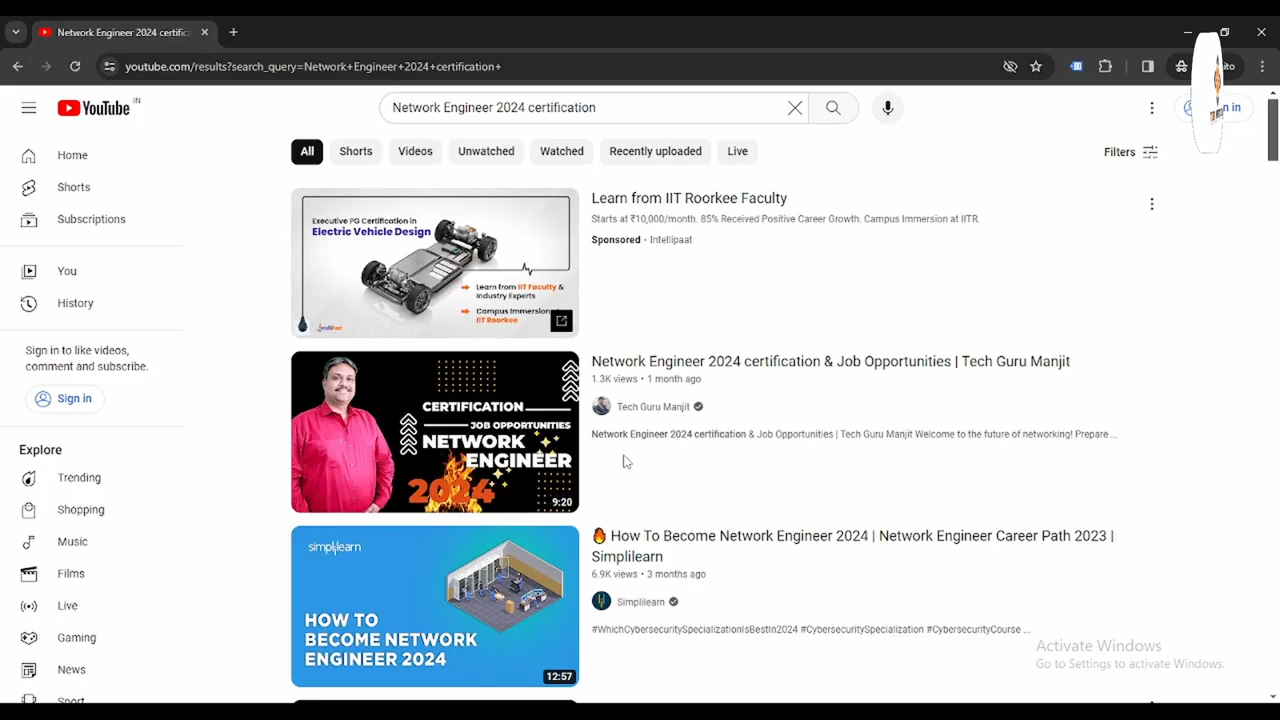 Network Engineer 2024 certific
youtube.com/results?search_query=Network+Engineer+2024+certification+
YouTube IN
Network Engineer 2024 certification
in
All
Shorts
Videos
Unwatched
Watched
Recently uploaded
Live
Filters
Home
Shorts
Subscriptions
You
History
Sign in to like videos,
comment and subscribe.
Sign in
Explore
Trending
Shopping
Music
Films
Live
Gaming
News
Sport
Executive PG Certification in
Electric Vehicle Design
Learn from IIT Faculty &
Industry Experts
Campus Immersion
IIT Roorkee
Intellipaat
Learn from IIT Roorkee Faculty
Starts at ₹10,000/month. 85% Received Positive Career Growth. Campus Immersion at IITR.
Sponsored · Intellipaat
CERTIFICATION
JOB OPPORTUNITIES
NETWORK
ENGINEER
2024
9:20
Network Engineer 2024 certification & Job Opportunities | Tech Guru Manjit
1.3K views • 1 month ago
Tech Guru Manjit
Network Engineer 2024 certification & Job Opportunities | Tech Guru Manjit Welcome to the future of networking! Prepare ...
simplilearn
HOW TO
BECOME NETWORK
ENGINEER 2024
12:57
🔥 How To Become Network Engineer 2024 | Network Engineer Career Path 2023 |
Simplilearn
6.9K views • 3 months ago
Simplilearn
#WhichCybersecuritySpecializationIsBestIn2024 #CybersecuritySpecialization #CybersecurityCourse ...
Activate Windows
Go to Settings to activate Windows.